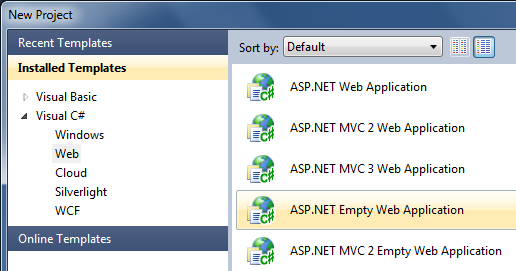 New Project
Recent Templates
Installed Templates
Visual Basic
Visual C#
Windows
Web
Cloud
Silverlight
WCF
Online Templates
Sort by: Default
ASP.NET Web Application
ASP.NET MVC 2 Web Application
ASP.NET MVC 3 Web Application
ASP.NET Empty Web Application
ASP.NET MVC 2 Empty Web Application